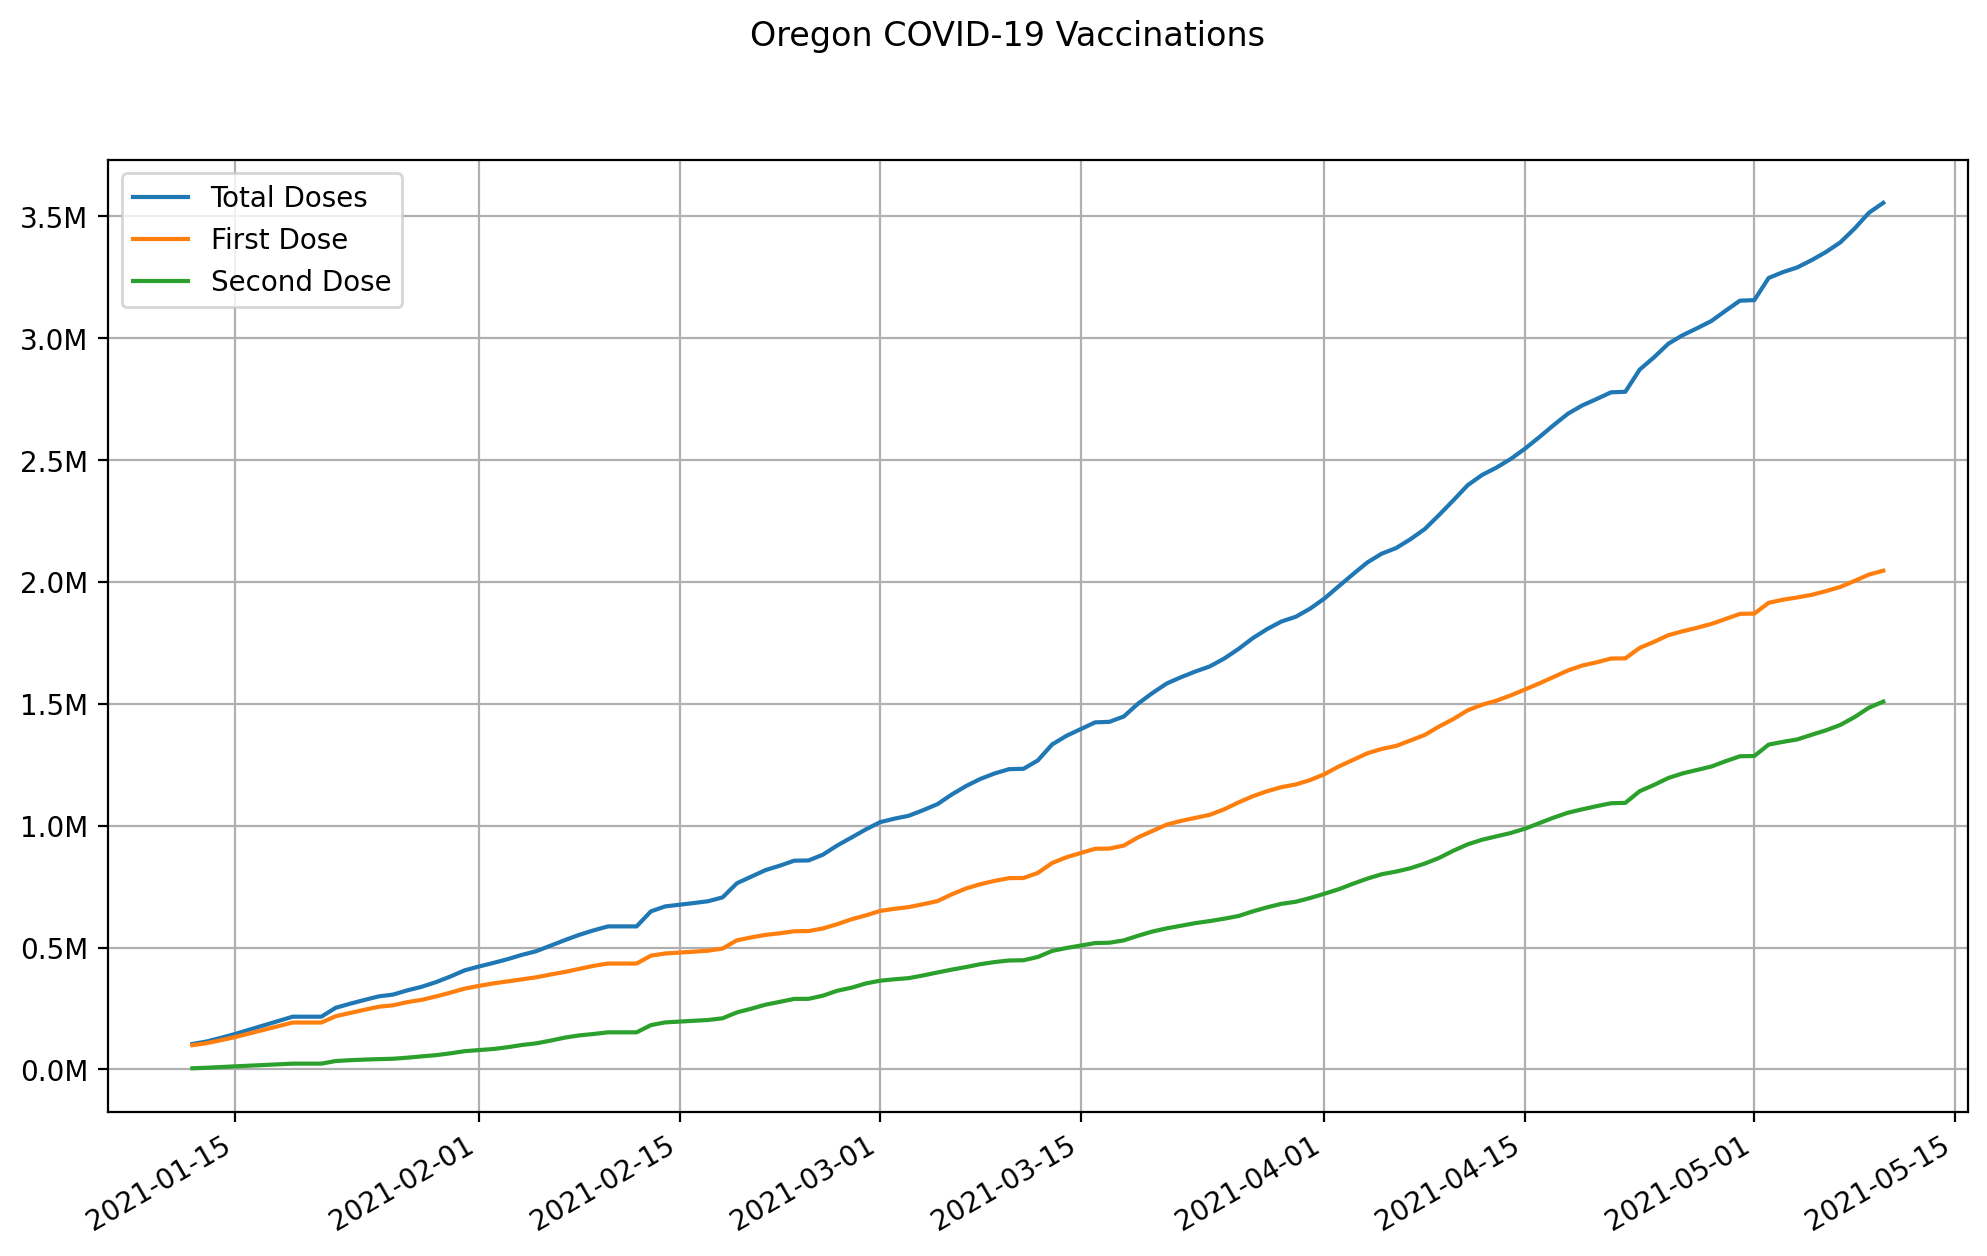 Oregon COVID-19 Vaccinations
Total Doses
First Dose
Second Dose
3.5M
3.0M
2.5M
2.0M
1.5M
1.0M
0.5M
0.0M
2021-01-15
2021-02-01
2021-02-15
2021-03-01
2021-03-15
2021-04-01
2021-04-15
2021-05-01
2021-05-15